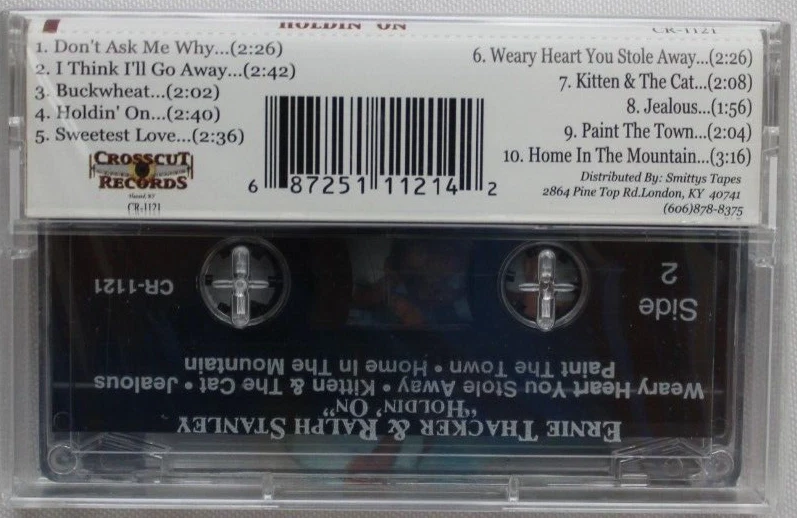 HOLDIN' ON
CR-1121
1. Don't Ask Me Why...(2:26)
2. I Think I'll Go Away...(2:42)
3. Buckwheat...(2:02)
4. Holdin' On...(2:40)
5. Sweetest Love...(2:36)
6. Weary Heart You Stole Away...(2:26)
7. Kitten & The Cat...(2:08)
8. Jealous...(1:56)
9. Paint The Town...(2:04)
10. Home In The Mountain...(3:16)
CROSSCUT
RECORDS
CR-1121
6 87251 11214 2
Distributed By: Smittys Tapes
2864 Pine Top Rd.London, KY 40741
(606)878-8375
ERNIE THACKER & RALPH STANLEY
"HOLDIN' ON"
Weary Heart You Stole Away • Kitten & The Cat • Jealous
Paint The Town • Home In The Mountain
Side
2
CR-1121